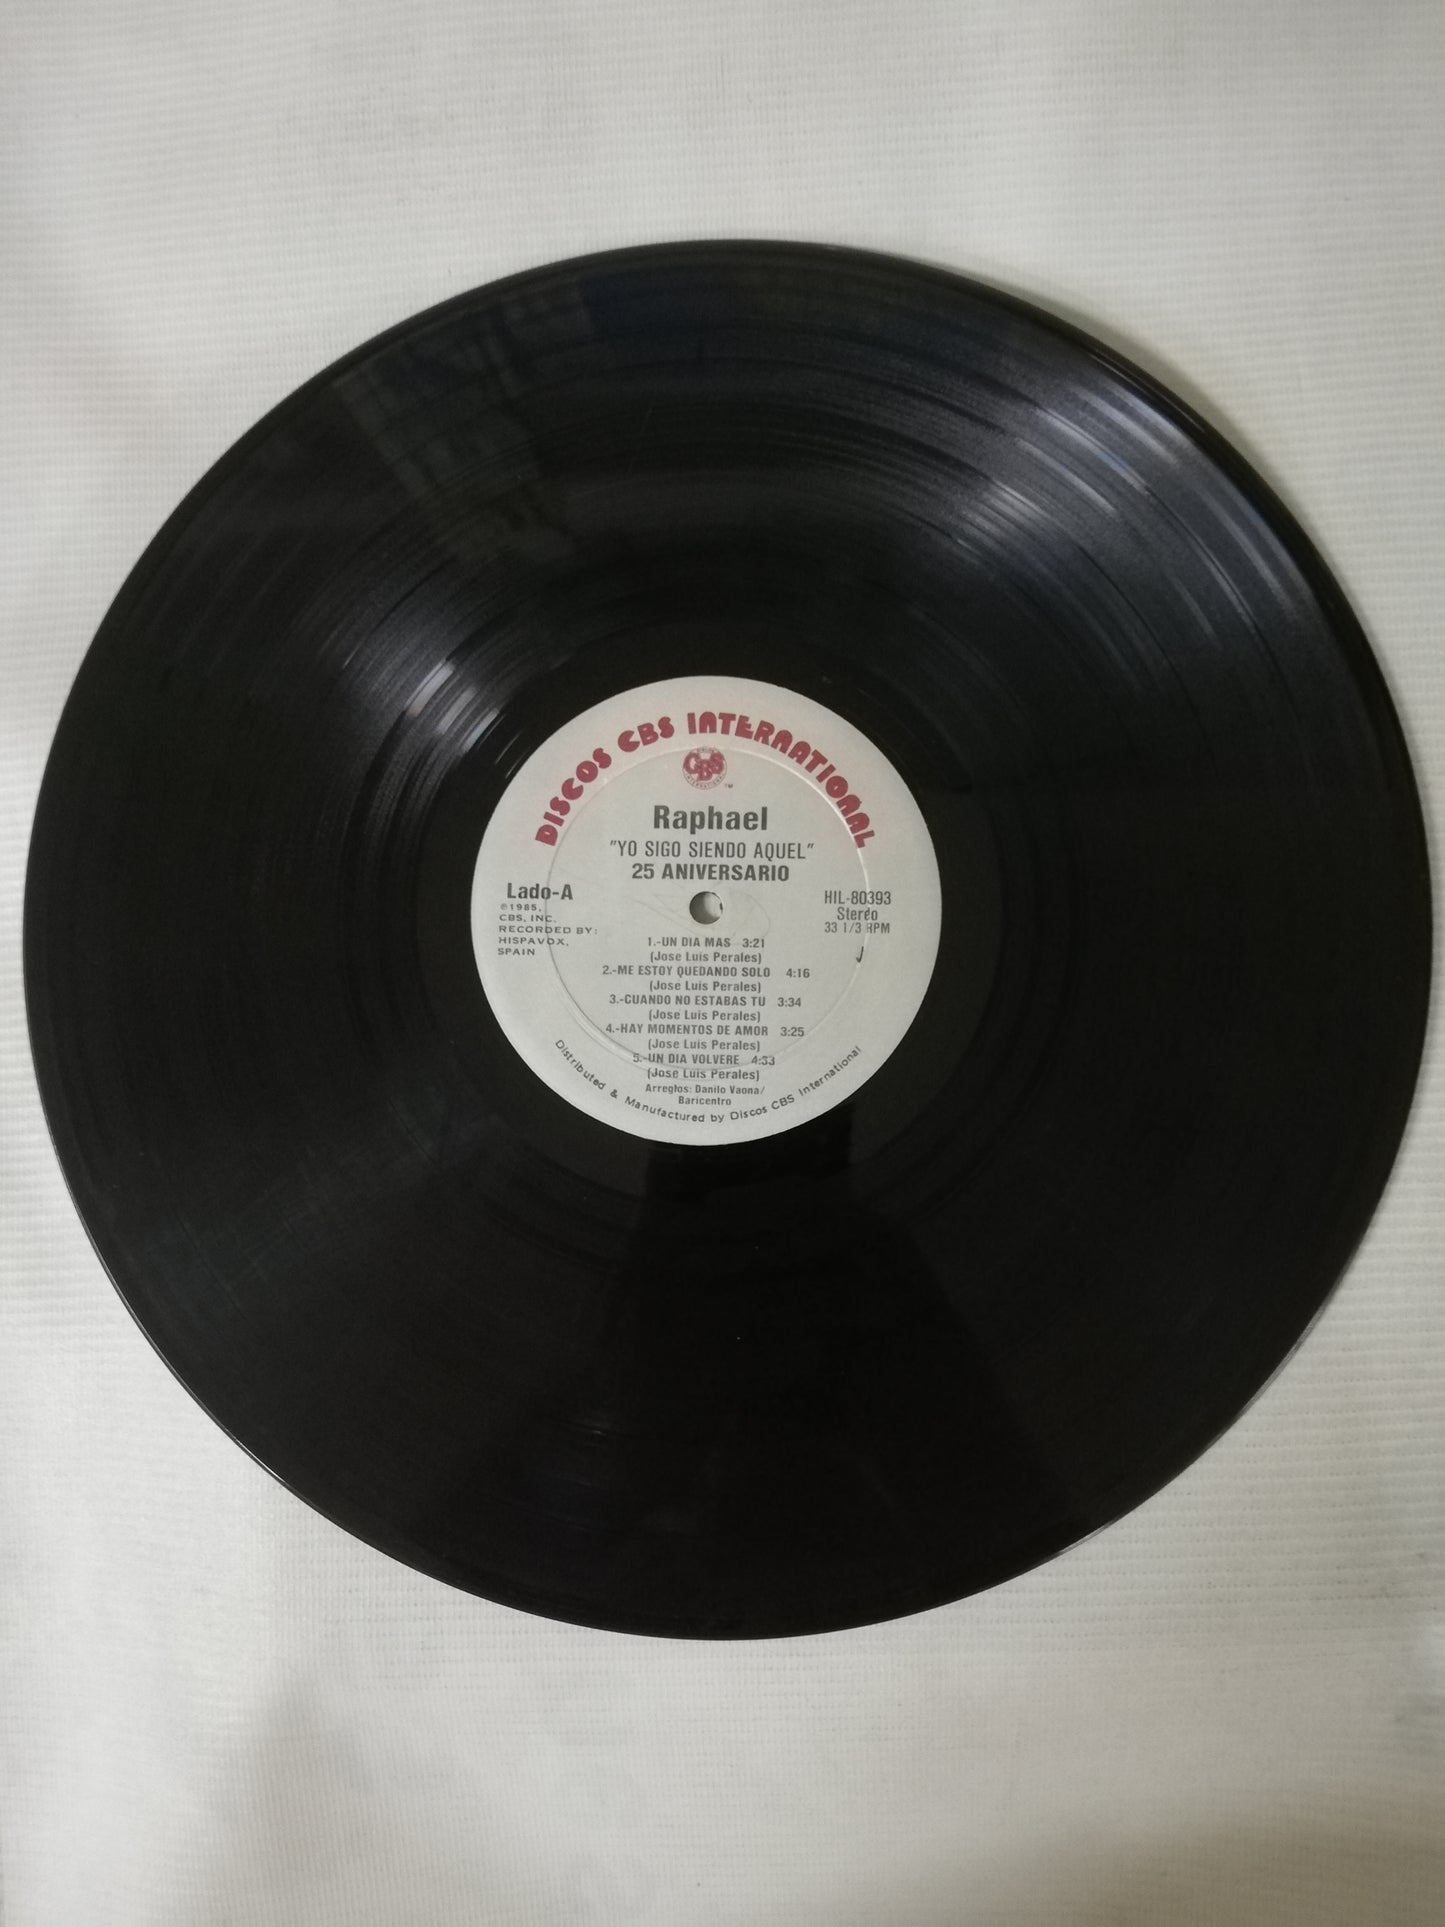 DISCOS CBS INTERNATIONAL
CBS
INTERNATIONAL
TM
Raphael
"YO SIGO SIENDO AQUEL"
25 ANIVERSARIO
Lado-A
℗1985,
CBS, INC.
RECORDED BY:
HISPAVOX,
SPAIN
HIL-80393
Stereo
33 1/3 RPM
1.-UN DIA MAS 3:21
(Jose Luis Perales)
2.-ME ESTOY QUEDANDO SOLO 4:16
(Jose Luis Perales)
3.-CUANDO NO ESTABAS TU 3:34
(Jose Luis Perales)
4.-HAY MOMENTOS DE AMOR 3:25
(Jose Luis Perales)
5.-UN DIA VOLVERE 4:33
(Jose Luis Perales)
Arreglos: Danilo Vaona/
Baricentro
Distributed & Manufactured by Discos CBS International